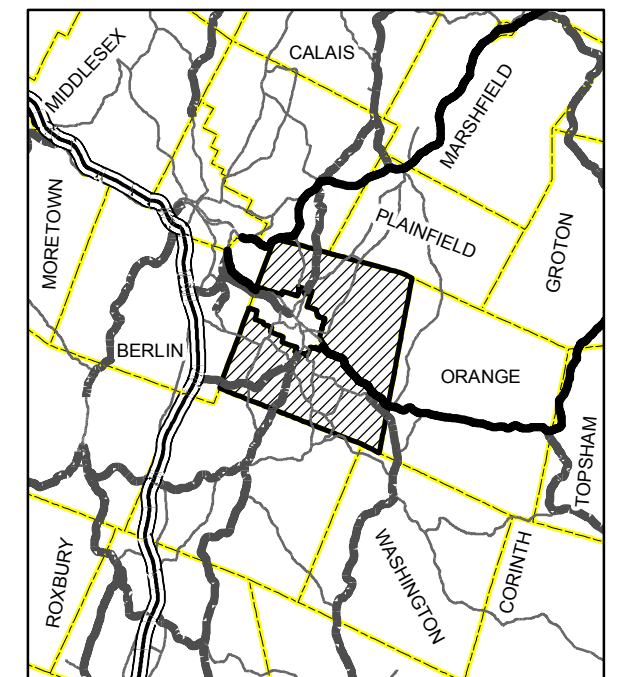 MIDDLESEX
CALAIS
MARSHFIELD
MORETOWN
PLAINFIELD
GROTON
BERLIN
ORANGE
TOPSHAM
ROXBURY
WASHINGTON
CORINTH